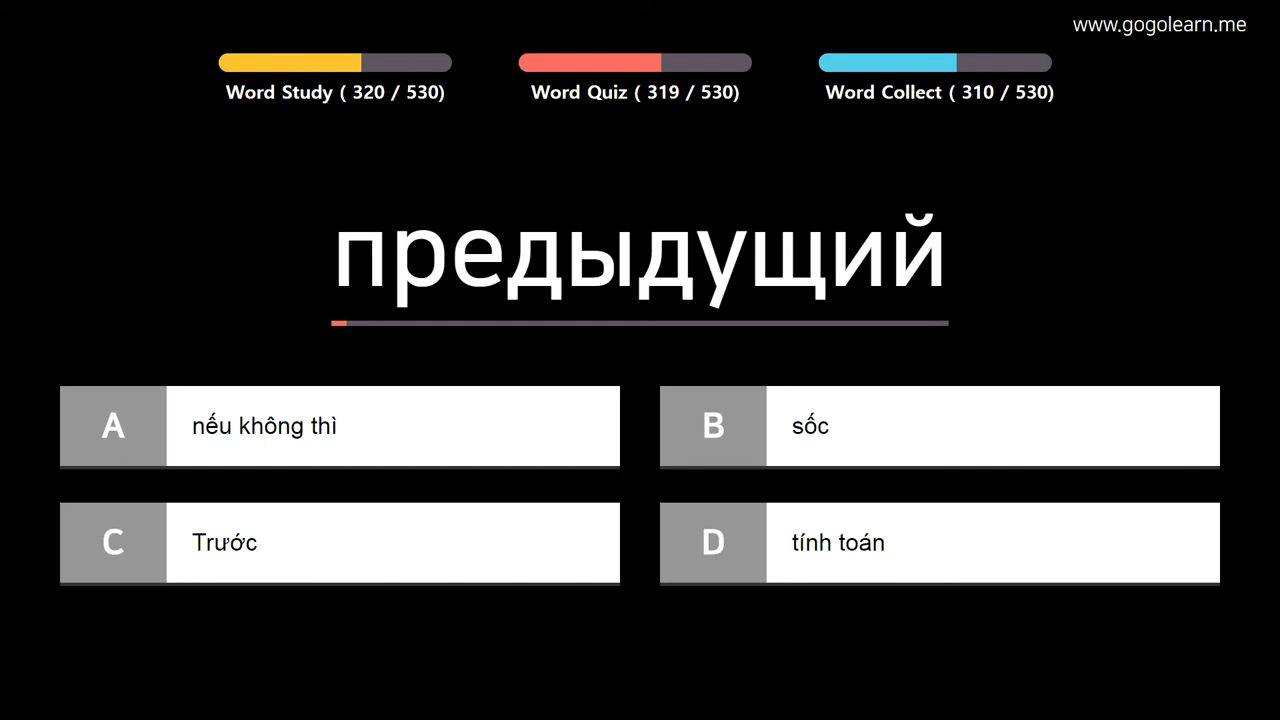 www.gogolearn.me
Word Study ( 320 / 530)
Word Quiz ( 319 / 530)
Word Collect ( 310 / 530)
предыдущий
A
nếu không thì
B
sốc
C
Trước
D
tính toán